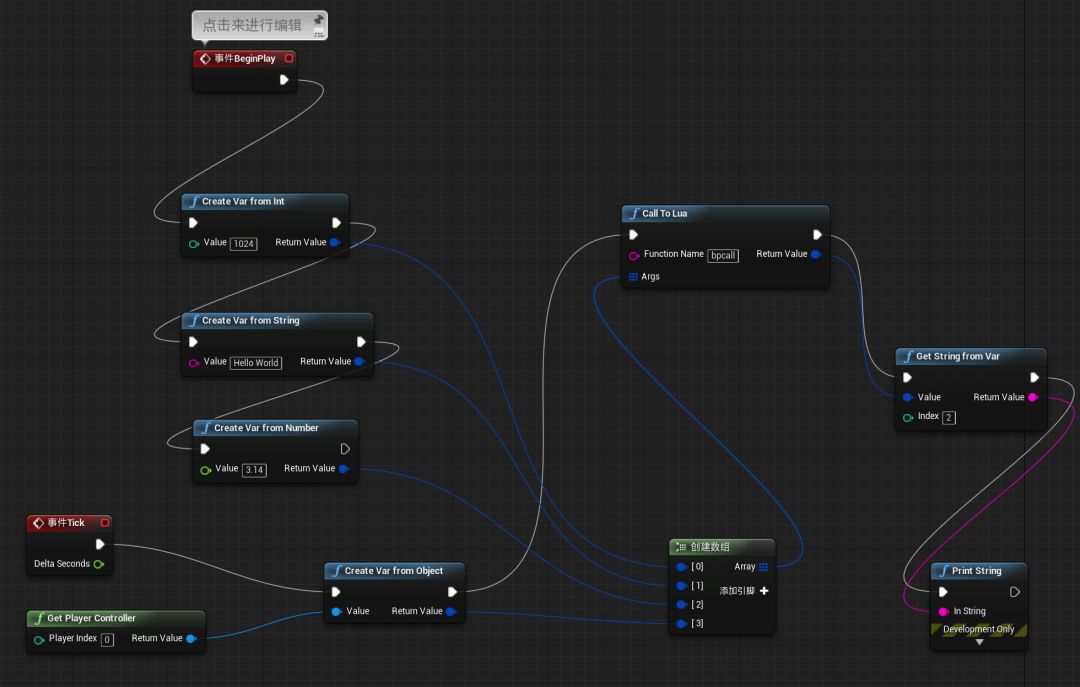 点击来进行编辑
事件BeginPlay
Create Var from Int
Value 1024 Return Value
Create Var from String
Value Hello World Return Value
Create Var from Number
Value 3.14 Return Value
事件Tick
Delta Seconds
Get Player Controller
Player Index 0 Return Value
Create Var from Object
Value Return Value
Call To Lua
Function Name bpcall Return Value
Args
创建数组
[0] Array
[1]
添加引脚
[2]
[3]
Get String from Var
Value Return Value
Index 2
Print String
In String
Development Only